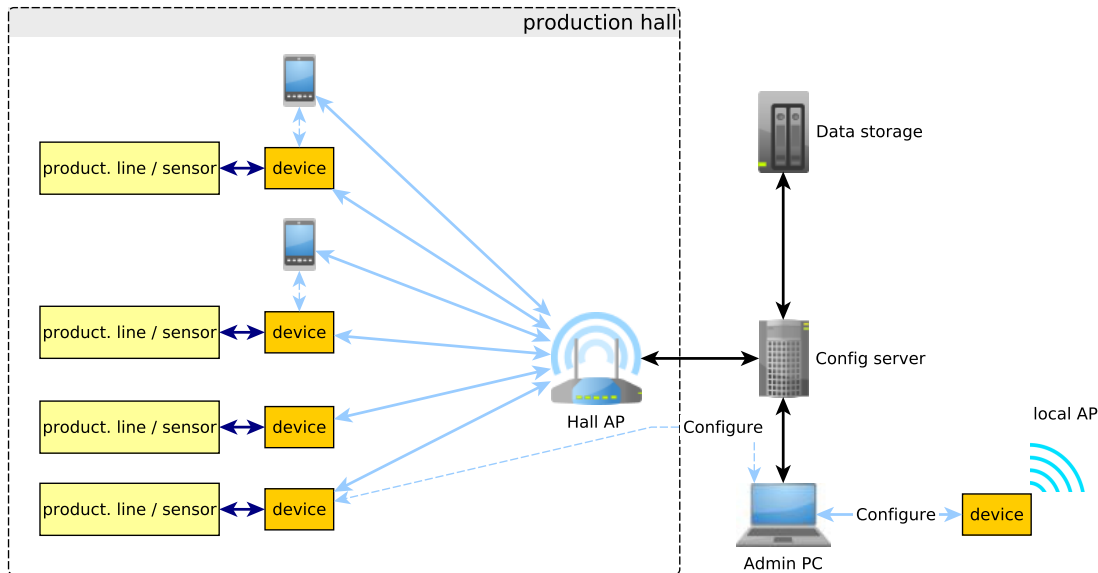 production hall
product. line / sensor
device
Data storage
product. line / sensor
device
Config server
Hall AP
product. line / sensor
device
Configure
local AP
product. line / sensor
device
Configure
device
Admin PC